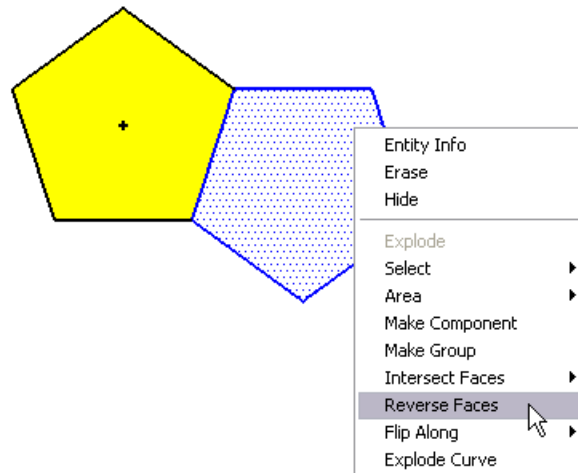 Entity Info
Erase
Hide
Explode
Select
Area
Make Component
Make Group
Intersect Faces
Reverse Faces
Flip Along
Explode Curve